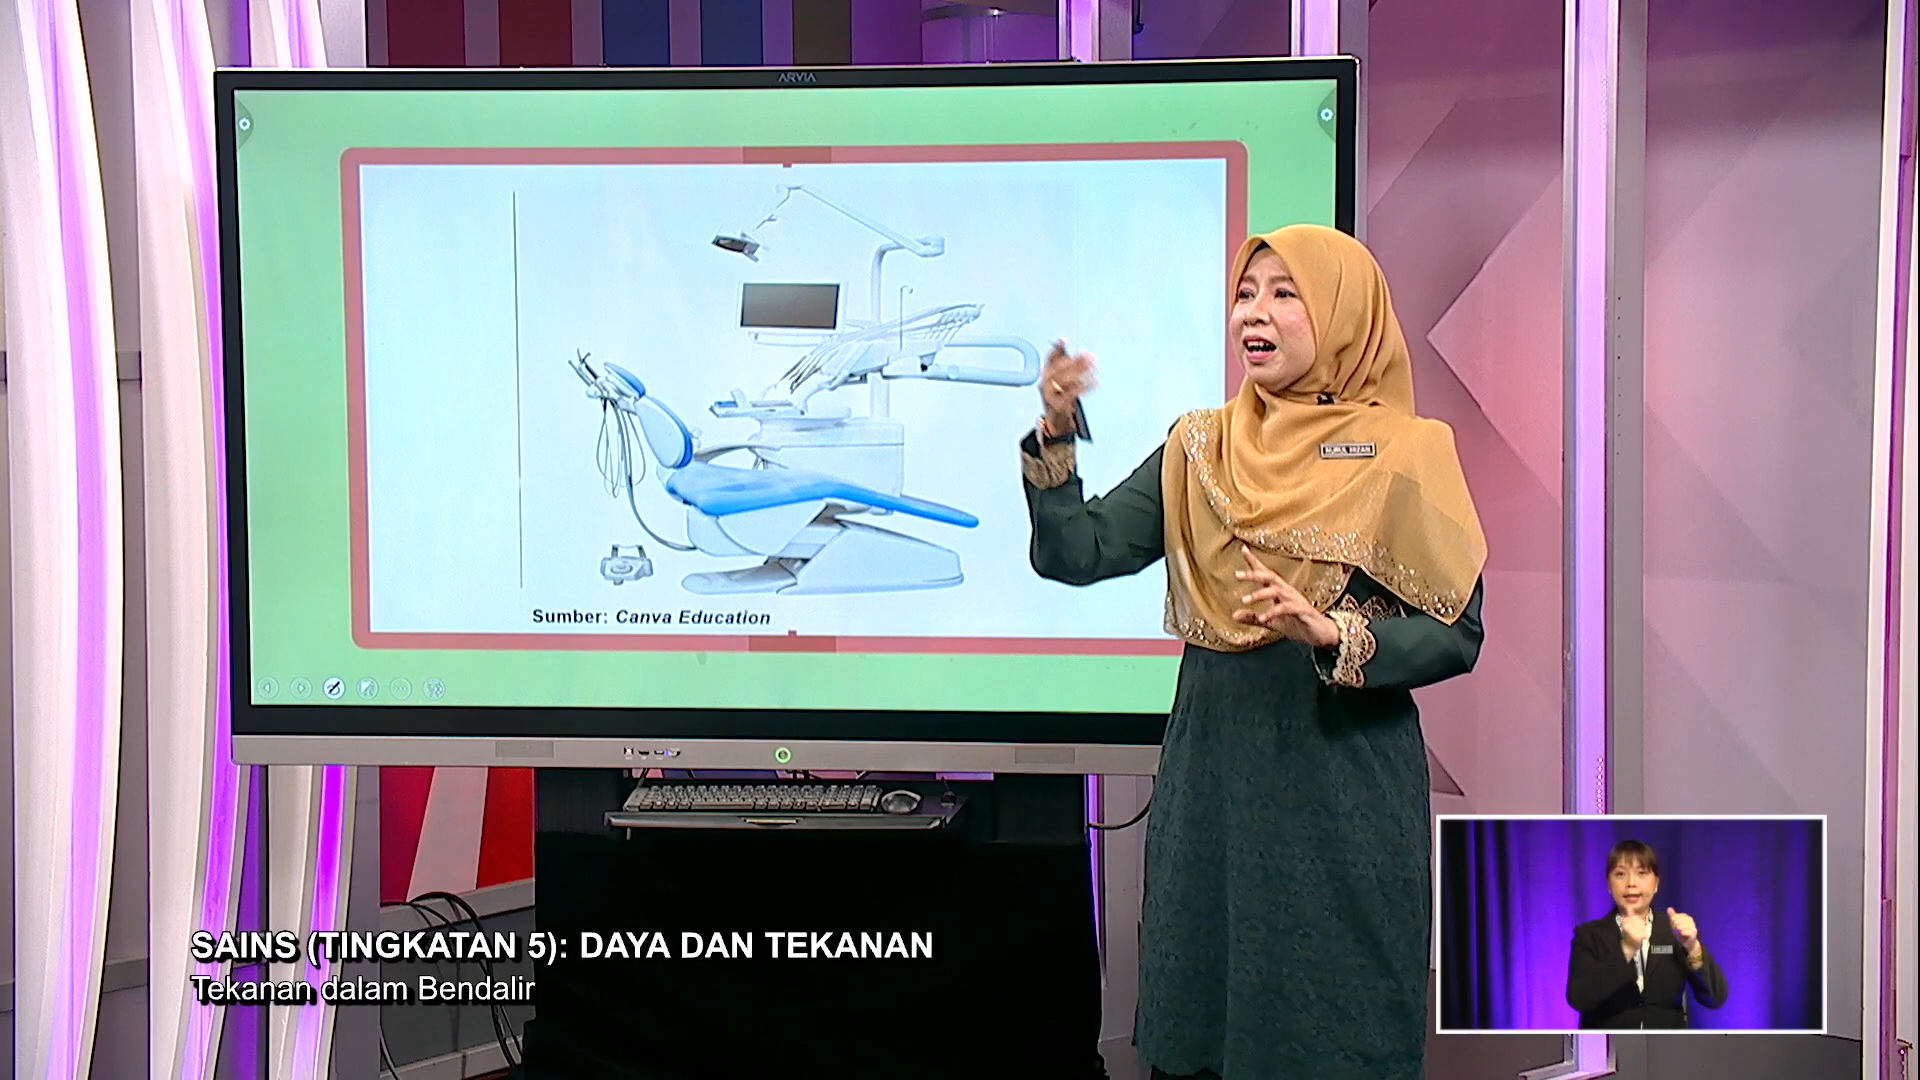 ARVIA
Sumber: Canva Education
SAINS (TINGKATAN 5): DAYA DAN TEKANAN
Tekanan dalam Bendalir